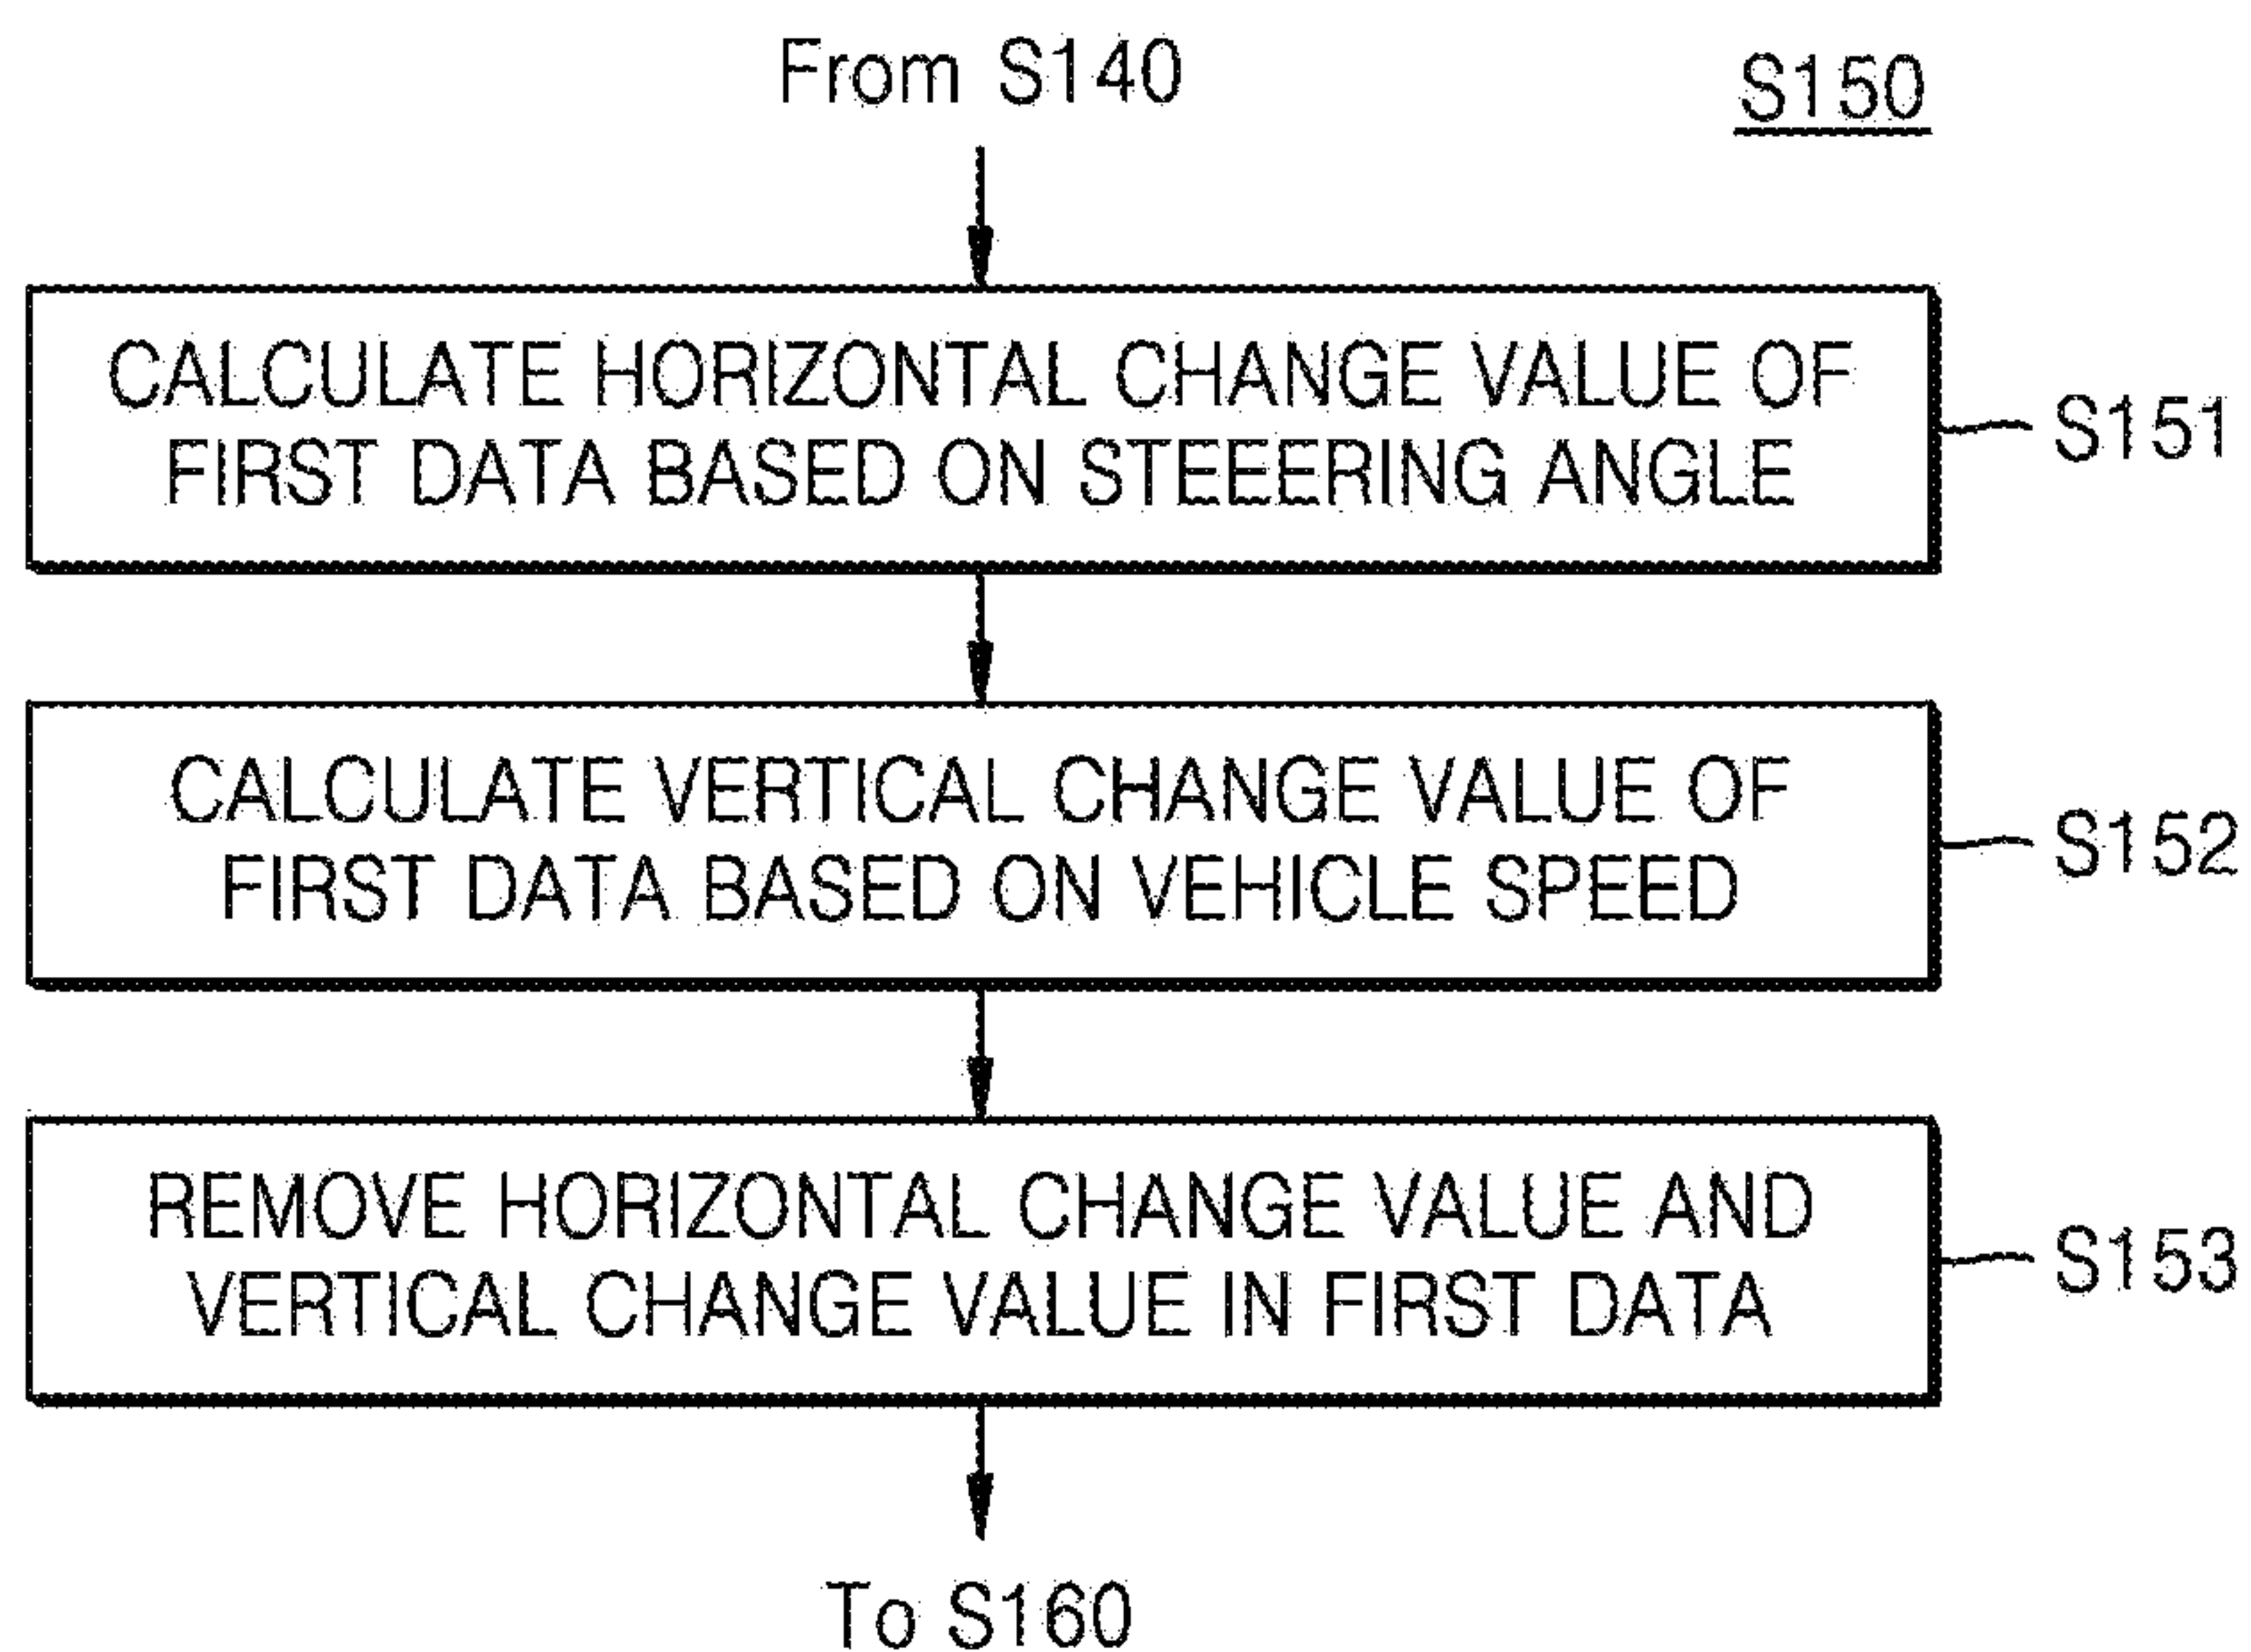 From S140
S150
CALCULATE HORIZONTAL CHANGE VALUE OF
FIRST DATA BASED ON STEEERING ANGLE
S151
CALCULATE VERTICAL CHANGE VALUE OF
FIRST DATA BASED ON VEHICLE SPEED
S152
REMOVE HORIZONTAL CHANGE VALUE AND
VERTICAL CHANGE VALUE IN FIRST DATA
S153
To S160